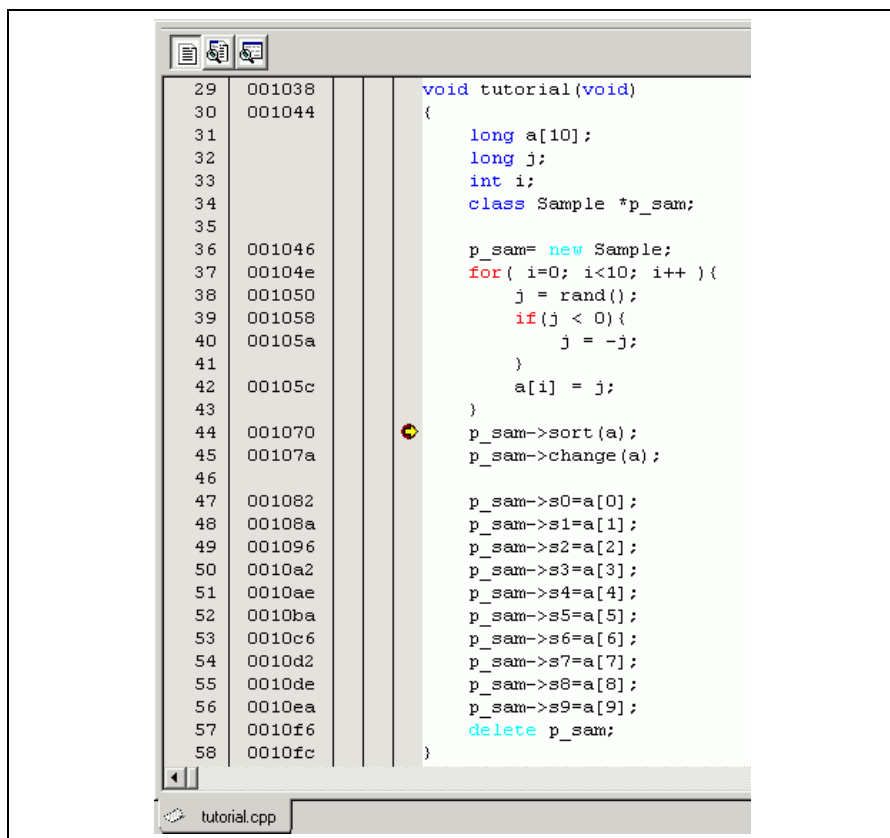 29 001038 void tutorial(void)
30 001044 {
31 long a[10];
32 long j;
33 int i;
34 class Sample *p_sam;
35
36 001046 p_sam= new Sample;
37 00104e for( i=0; i<10; i++ ){
38 001050 j = rand();
39 001058 if(j < 0){
40 00105a j = -j;
41 }
42 00105c a[i] = j;
43 }
44 001070 p_sam->sort(a);
45 00107a p_sam->change(a);
46
47 001082 p_sam->s0=a[0];
48 00108a p_sam->s1=a[1];
49 001096 p_sam->s2=a[2];
50 0010a2 p_sam->s3=a[3];
51 0010ae p_sam->s4=a[4];
52 0010ba p_sam->s5=a[5];
53 0010c6 p_sam->s6=a[6];
54 0010d2 p_sam->s7=a[7];
55 0010de p_sam->s8=a[8];
56 0010ea p_sam->s9=a[9];
57 0010f6 delete p_sam;
58 0010fc }
tutorial.cpp